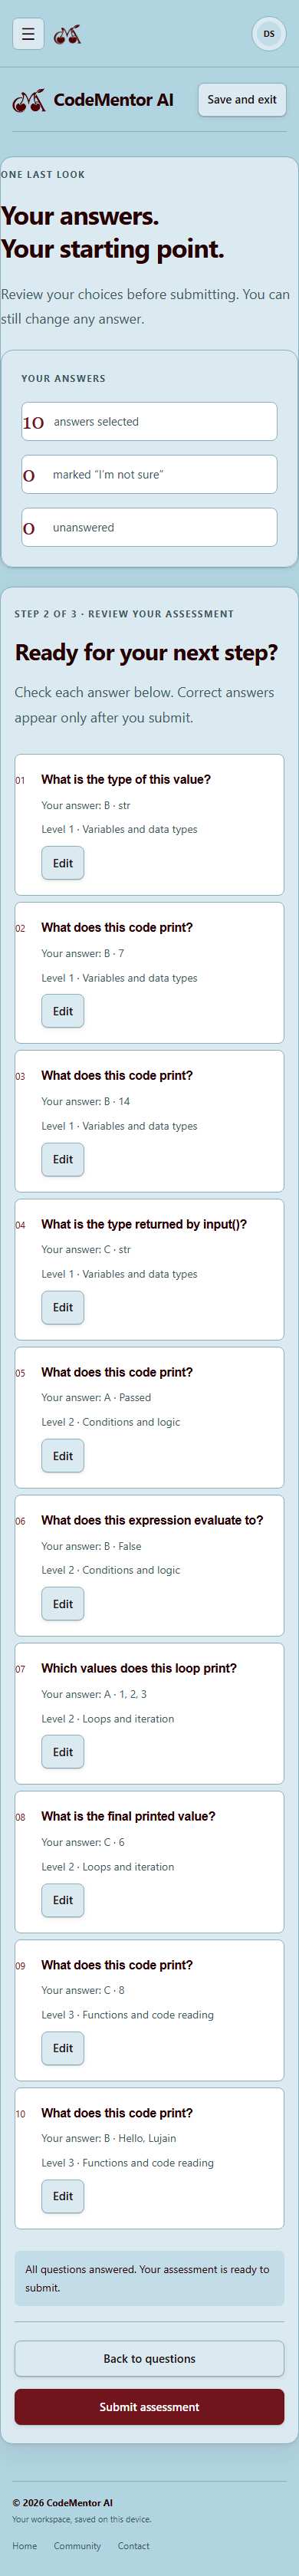 DS
CodeMentor AI
Save and exit
ONE LAST LOOK
Your answers.
Your starting point.
Review your choices before submitting. You can
still change any answer.
YOUR ANSWERS
10 answers selected
0 marked “I’m not sure”
0 unanswered
STEP 2 OF 3 · REVIEW YOUR ASSESSMENT
Ready for your next step?
Check each answer below. Correct answers
appear only after you submit.
01 What is the type of this value?
Your answer: B · str
Level 1 · Variables and data types
Edit
02 What does this code print?
Your answer: B · 7
Level 1 · Variables and data types
Edit
03 What does this code print?
Your answer: B · 14
Level 1 · Variables and data types
Edit
04 What is the type returned by input()?
Your answer: C · str
Level 1 · Variables and data types
Edit
05 What does this code print?
Your answer: A · Passed
Level 2 · Conditions and logic
Edit
06 What does this expression evaluate to?
Your answer: B · False
Level 2 · Conditions and logic
Edit
07 Which values does this loop print?
Your answer: A · 1, 2, 3
Level 2 · Loops and iteration
Edit
08 What is the final printed value?
Your answer: C · 6
Level 2 · Loops and iteration
Edit
09 What does this code print?
Your answer: C · 8
Level 3 · Functions and code reading
Edit
10 What does this code print?
Your answer: B · Hello, Lujain
Level 3 · Functions and code reading
Edit
All questions answered. Your assessment is ready to
submit.
Back to questions
Submit assessment
© 2026 CodeMentor AI
Your workspace, saved on this device.
Home Community Contact